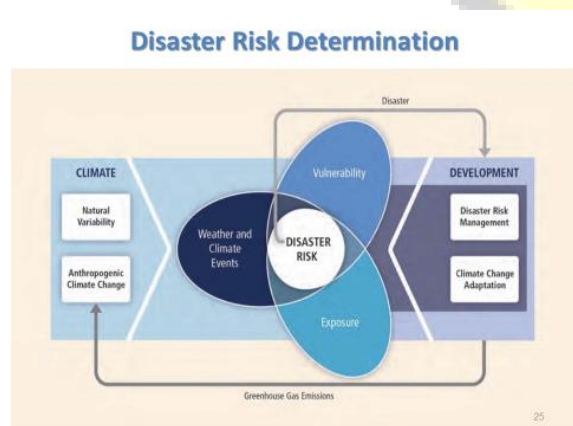 Disaster Risk Determination
Disaster
CLIMATE
Natural
Variability
Anthropogenic
Climate Change
Vulnerability
Weather and
Climate
Events
DISASTER
RISK
Exposure
DEVELOPMENT
Disaster Risk
Management
Climate Change
Adaptation
Greenhouse Gas Emissions
25